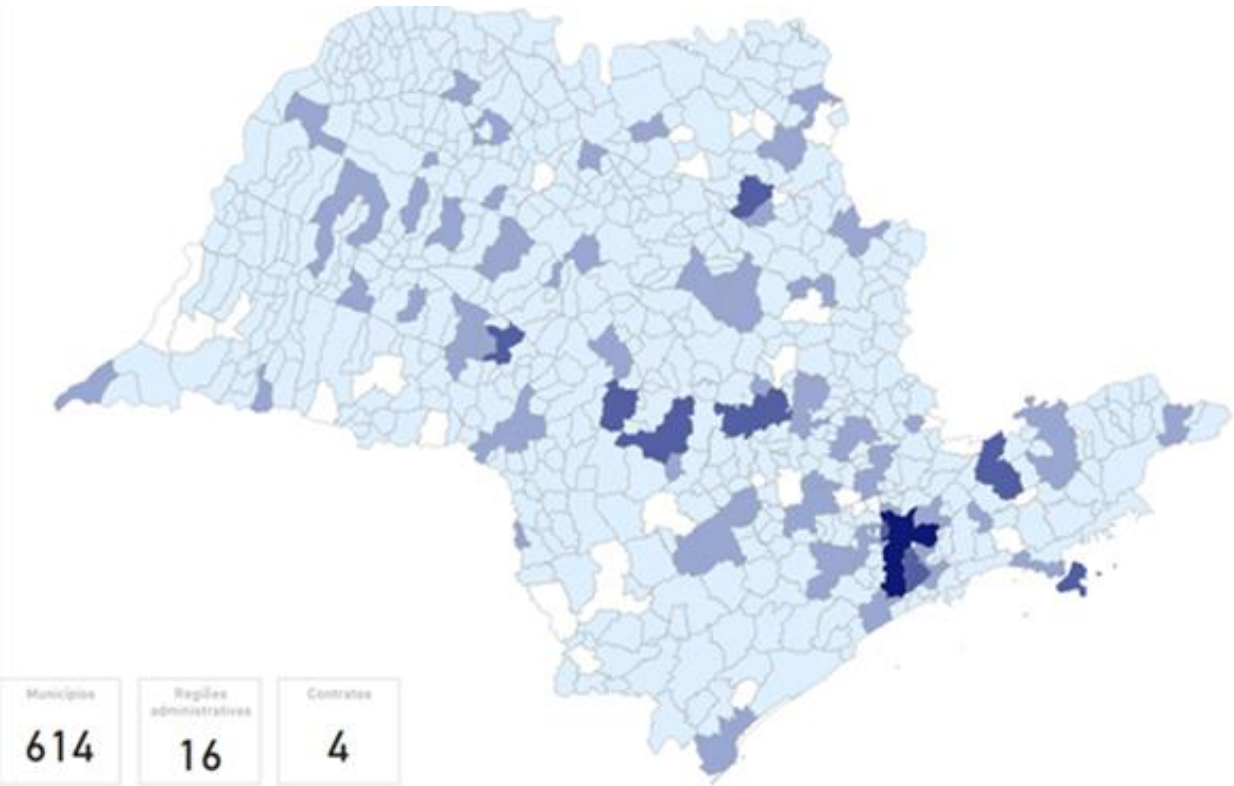 Municípios
614
Regiões
administrativas
16
Contratos
4